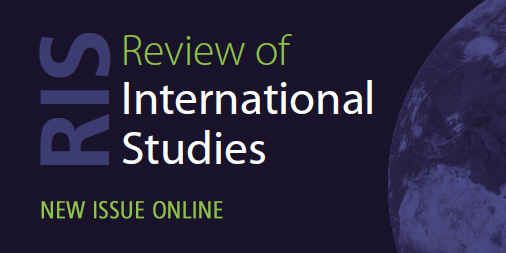 RIS
Review of
International
Studies
NEW ISSUE ONLINE